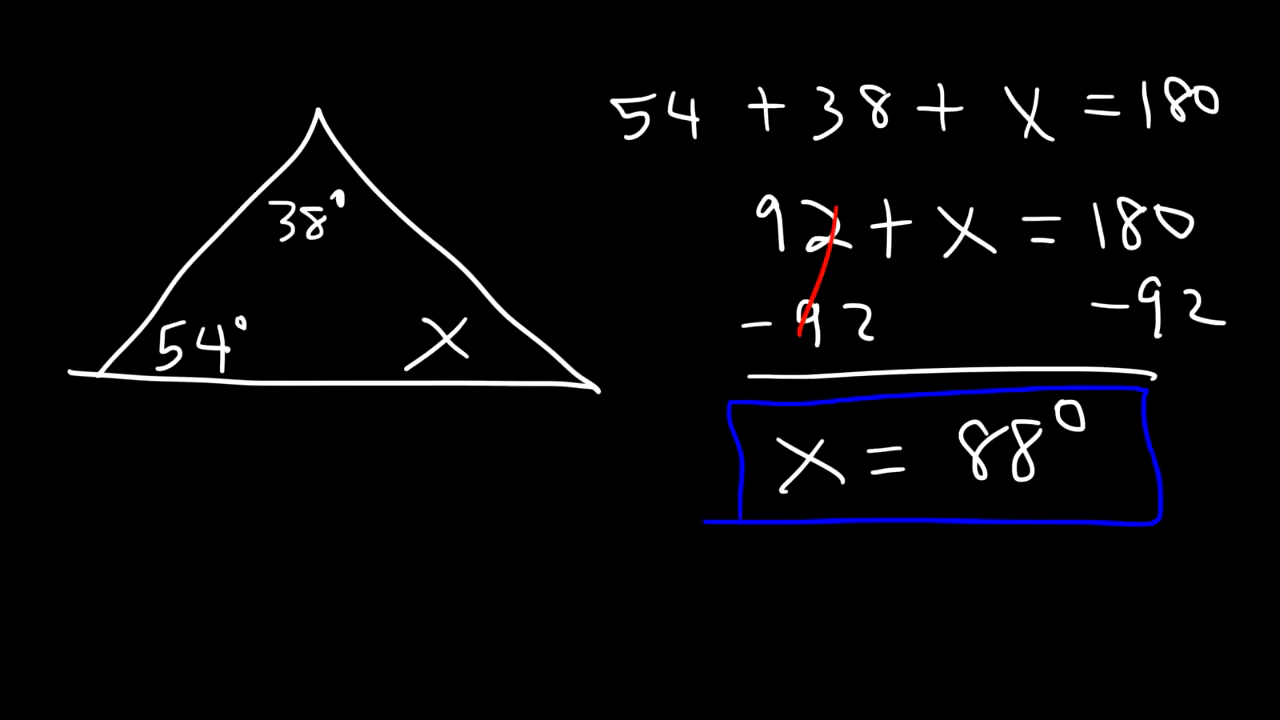 38°
54°
X
54 + 38 + X = 180
92 + X = 180
-92 -92
X = 88°